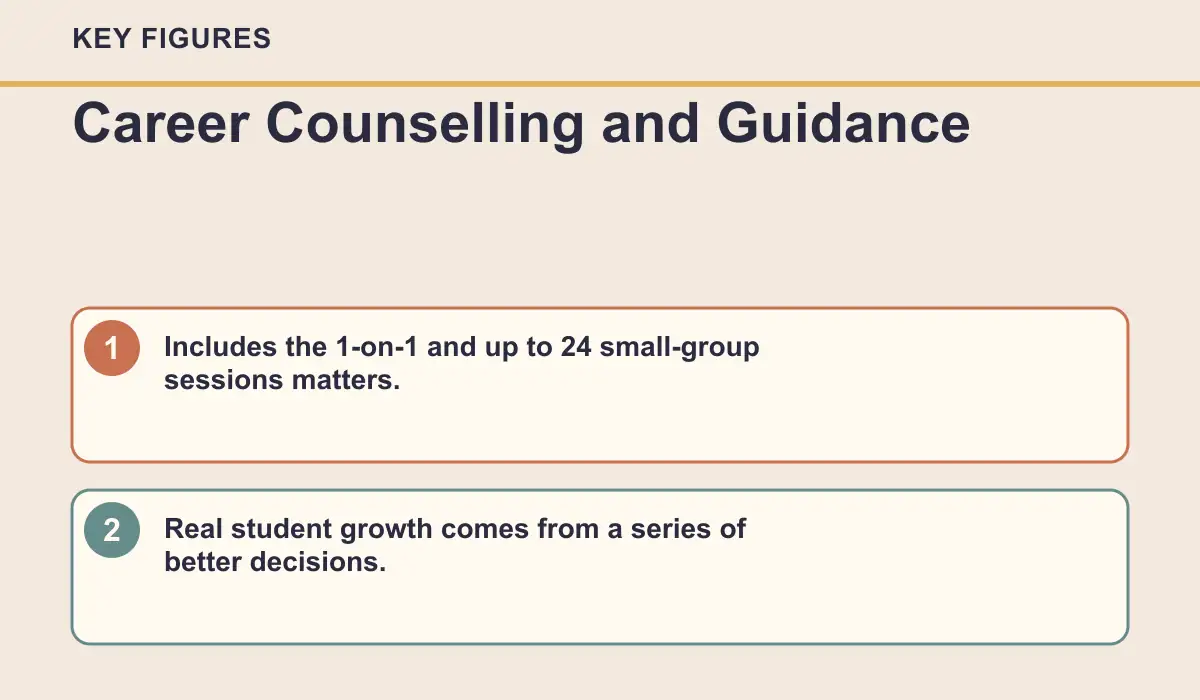 KEY FIGURES
Career Counselling and Guidance
1
Includes the 1-on-1 and up to 24 small-group
sessions matters.
2
Real student growth comes from a series of
better decisions.